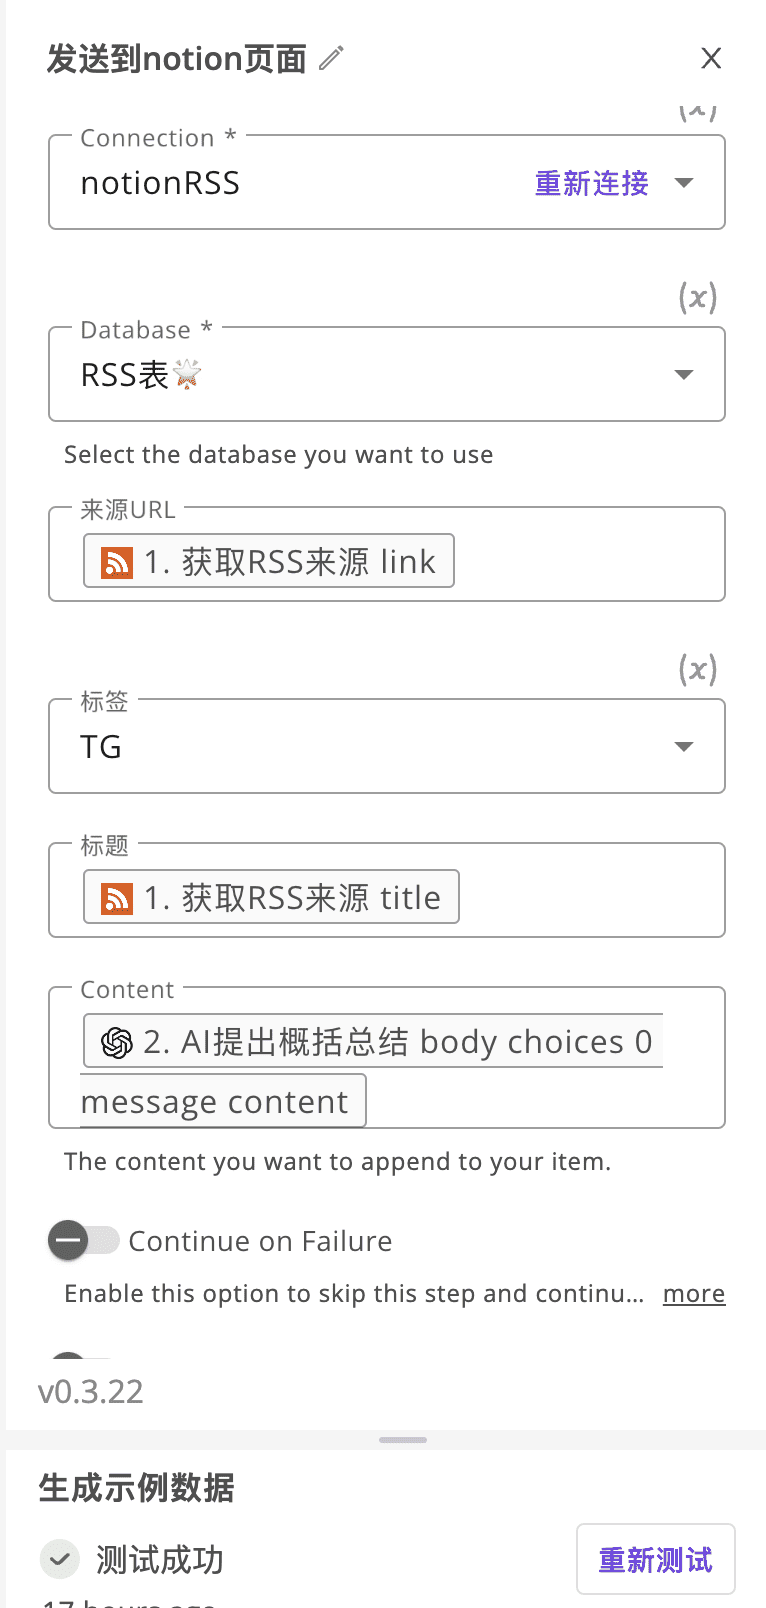 发送到notion页面
(x)
Connection *
notionRSS 重新连接
(x)
Database *
RSS表
Select the database you want to use
来源URL
1. 获取RSS来源 link
(x)
标签
TG
标题
1. 获取RSS来源 title
Content
2. AI提出概括总结 body choices 0
message content
The content you want to append to your item.
Continue on Failure
Enable this option to skip this step and continu... more
v0.3.22
生成示例数据
测试成功 重新测试
17 hours ago